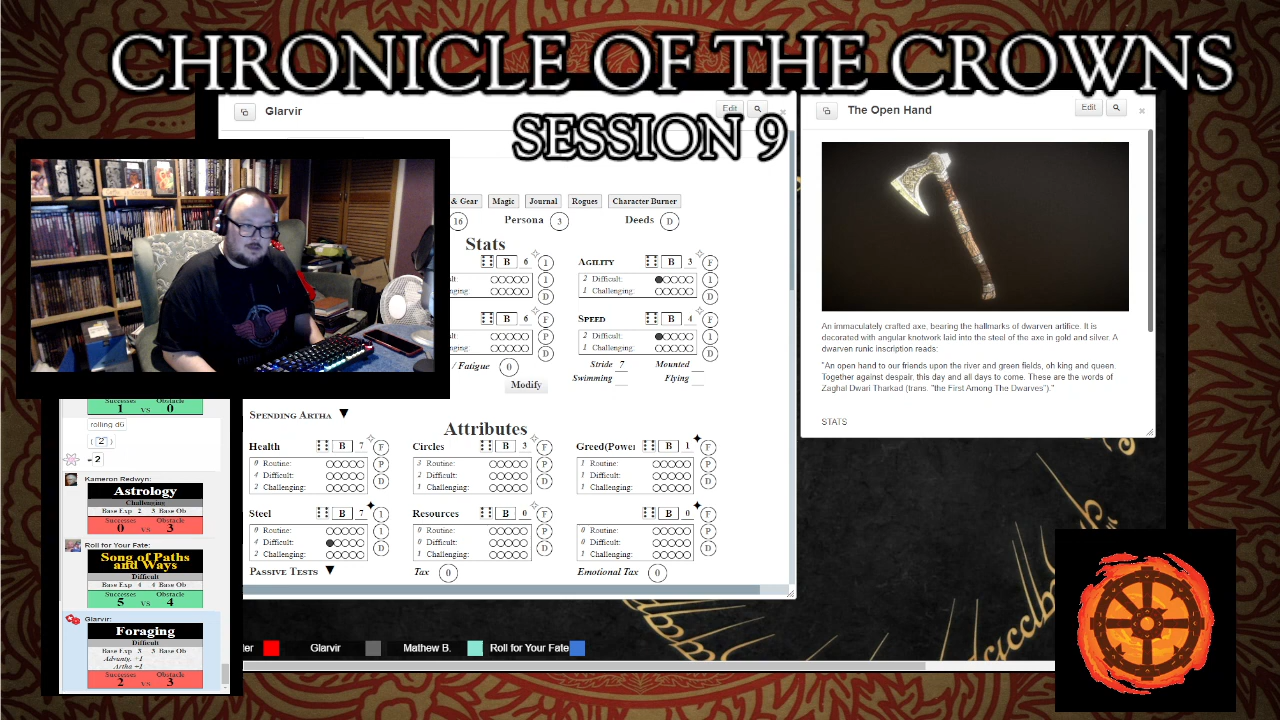 CHRONICLE OF THE CROWNS
SESSION 9
Glarvir
Edit
& Gear Magic Journal Rogues Character Burner
16 Persona 3 Deeds D
Stats
B 6 1
AGILITY B 3 F
2 Difficult: 1
1 Challenging: D
B 6 F
P
D
SPEED B 4 F
2 Difficult: 1
1 Challenging: D
/ Fatigue 0
Stride 7 Mounted
Swimming Flying
Modify
SPENDING ARTHA ▼
Attributes
Health B 7 F
0 Routine: P
4 Difficult: D
2 Challenging:
Circles B 3 F
3 Routine: P
2 Difficult: D
1 Challenging:
Greed(Power B 1 F
1 Routine: P
1 Difficult: D
1 Challenging:
Steel B 7 1
0 Routine: 1
4 Difficult: D
2 Challenging:
Resources B 0 F
0 Routine: P
0 Difficult: D
1 Challenging:
B 0 F
0 Routine: P
0 Difficult: D
1 Challenging:
PASSIVE TESTS ▼
Tax 0
Emotional Tax 0
The Open Hand
Edit
An immaculately crafted axe, bearing the hallmarks of dwarven artifice. It is
decorated with angular knotwork laid into the steel of the axe in gold and silver. A
dwarven runic inscription reads:
"An open hand to our friends upon the river and green fields, oh king and queen.
Together against despair, this day and all days to come. These are the words of
Zaghal Dwari Tharkad (trans. "the First Among The Dwarves")."
STATS
Successes Obstacle
1 VS 0
rolling d6
( 2 )
=2
Kameron Redwyn:
Astrology
Challenging
Base Exp 2 3 Base Ob
Successes Obstacle
0 VS 3
Roll for Your Fate:
Song of Paths
and Ways
Difficult
Base Exp 4 4 Base Ob
Successes Obstacle
5 VS 4
Glarvir:
Foraging
Difficult
Base Exp 3 3 Base Ob
Advantg. +1
Artha +1
Successes Obstacle
2 VS 3
ter Glarvir Mathew B. Roll for Your Fate